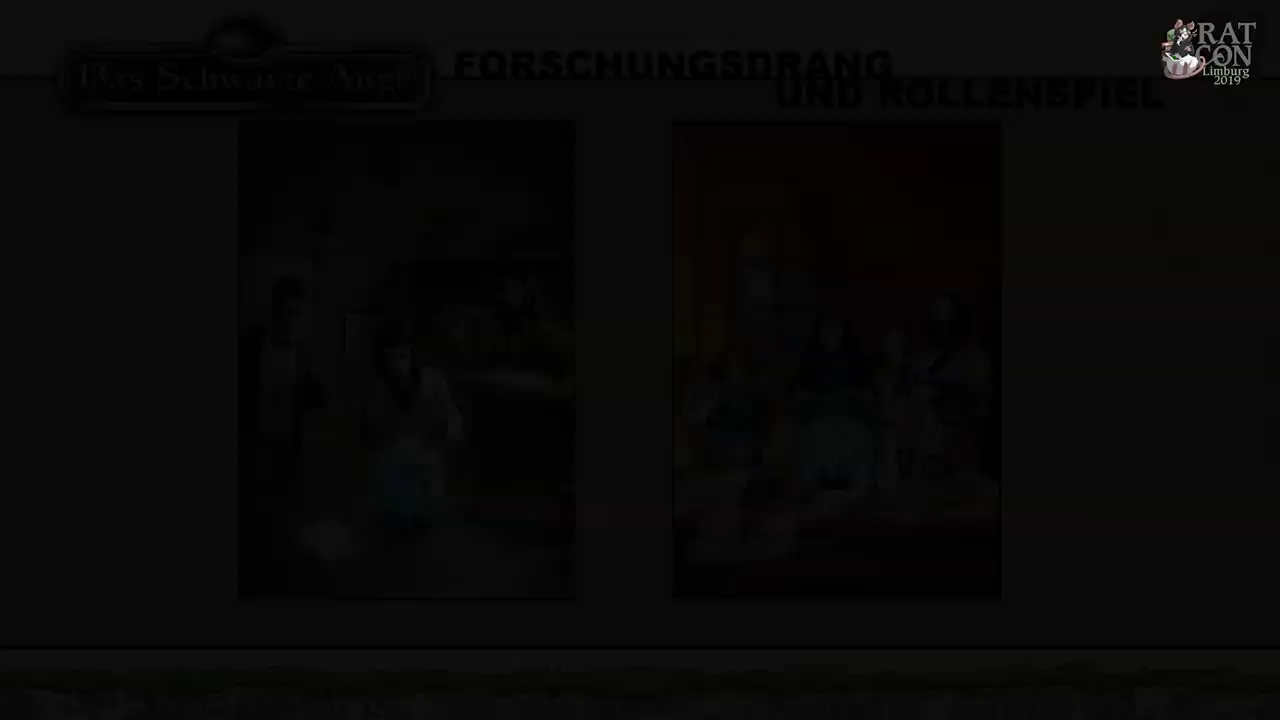 Das Schwarze Auge
FORSCHUNGSDRANG
UND ROLLENSPIEL
RAT
CON
Limburg
2019